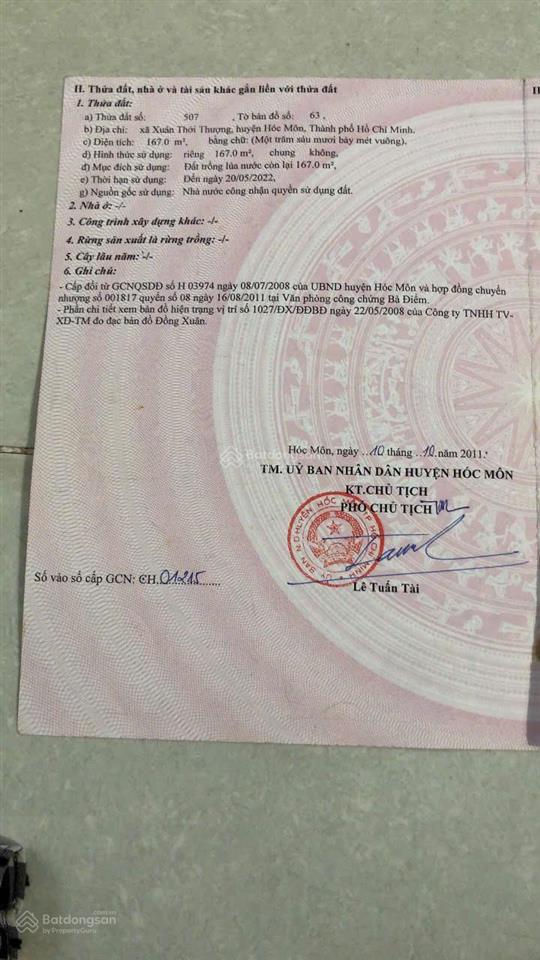 II. Thửa đất, nhà ở và tài sản khác gắn liền với thửa đất
1. Thửa đất:
a) Thửa đất số: 507 , Tờ bản đồ số: 63 ,
b) Địa chỉ: xã Xuân Thới Thượng, huyện Hóc Môn, Thành phố Hồ Chí Minh.
c) Diện tích: 167.0 m², bằng chữ: (Một trăm sáu mươi bảy mét vuông),
d) Hình thức sử dụng: riêng 167.0 m², chung không,
đ) Mục đích sử dụng: Đất trồng lúa nước còn lại 167.0 m²,
e) Thời hạn sử dụng: Đến ngày 20/05/2022,
g) Nguồn gốc sử dụng: Nhà nước công nhận quyền sử dụng đất.
2. Nhà ở: -/-
3. Công trình xây dựng khác: -/-
4. Rừng sản xuất là rừng trồng: -/-
5. Cây lâu năm: -/-
6. Ghi chú:
- Cấp đổi từ GCNQSDĐ số H 03974 ngày 08/07/2008 của UBND huyện Hóc Môn và hợp đồng chuyển
nhượng số 001817 quyển số 08 ngày 16/08/2011 tại Văn phòng công chứng Bà Điểm.
- Phần chi tiết xem bản đồ hiện trạng vị trí số 1027/ĐX/ĐĐBĐ ngày 22/05/2008 của Công ty TNHH TV-
XD-TM đo đạc bản đồ Đồng Xuân.
Batdongsan
Hóc Môn, ngày ..10 tháng ..10. năm 2011.
TM. UỶ BAN NHÂN DÂN HUYỆN HÓC MÔN
KT.CHỦ TỊCH
PHÓ CHỦ TỊCH
Số vào sổ cấp GCN: CH.01215......
Lê Tuấn Tài
Batdongsan.com.vn
by PropertyGuru